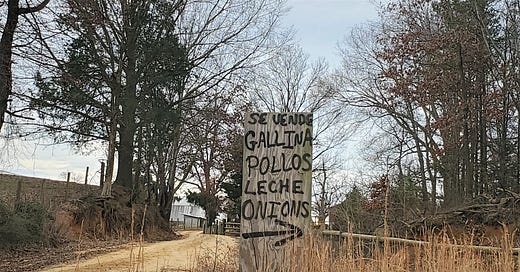 SE VENDE
GALLINA
POLLOS
LECHE
ONIONS